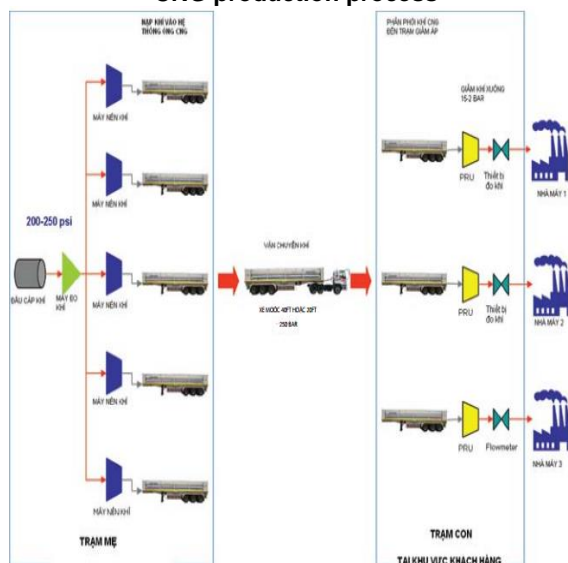 CNG production process
NẠP KHÍ VÀO HỆ
THỐNG ỐNG CNG
MÁY NÉN KHÍ
MÁY NÉN KHÍ
200-250 psi
ĐẦU CẤP KHÍ
MÁY ĐO
KHÍ
MÁY NÉN KHÍ
MÁY NÉN KHÍ
MÁY NÉN KHÍ
TRẠM MẸ
VẬN CHUYỂN KHÍ
XE MOÓC 40FT HOẶC 20FT
250 BAR
PHÂN PHỐI KHÍ CNG
ĐẾN TRẠM GIẢM ÁP
GIẢM KHÍ XUỐNG
15-2 BAR
PRU
Thiết bị
đo khí
NHÀ MÁY 1
PRU
Thiết bị
đo khí
NHÀ MÁY 2
PRU
Flowmeter
NHÀ MÁY 3
TRẠM CON
TẠI KHU VỰC KHÁCH HÀNG